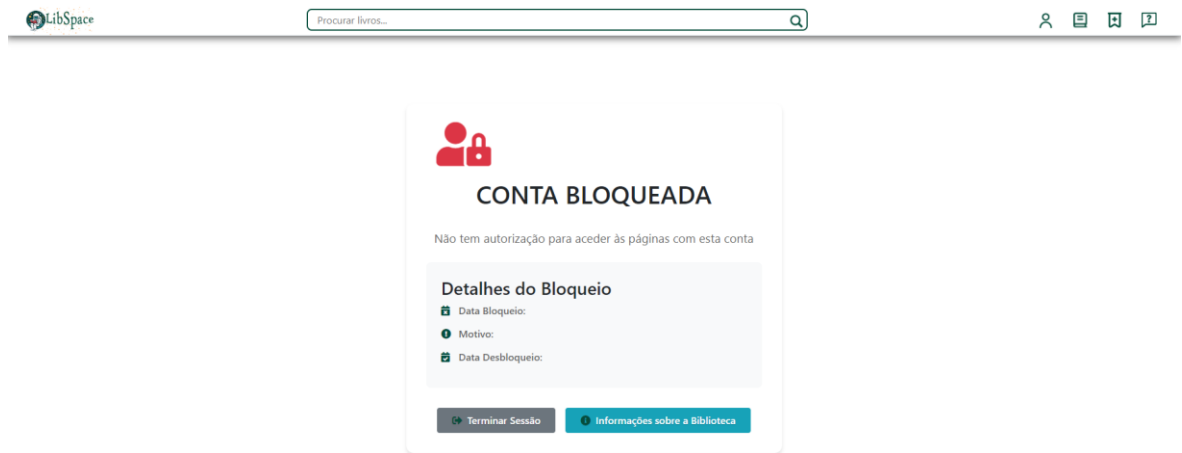 LibSpace
Procurar livros...
CONTA BLOQUEADA
Não tem autorização para aceder às páginas com esta conta
Detalhes do Bloqueio
Data Bloqueio:
Motivo:
Data Desbloqueio:
Terminar Sessão
Informações sobre a Biblioteca